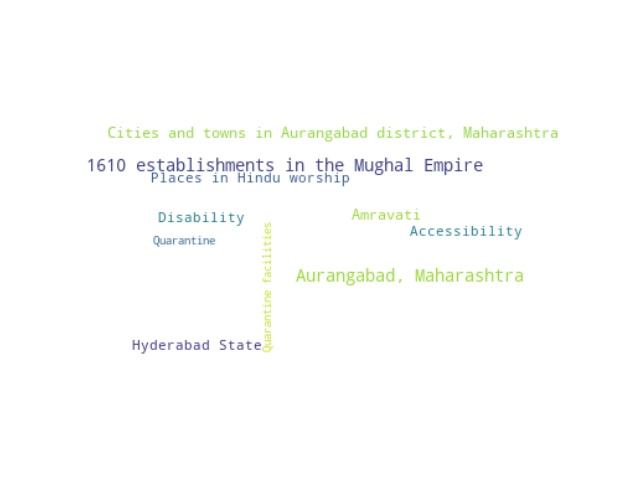 Cities and towns in Aurangabad district, Maharashtra
1610 establishments in the Mughal Empire
Places in Hindu worship
Disability
Amravati
Accessibility
Quarantine
Quarantine facilities
Aurangabad, Maharashtra
Hyderabad State